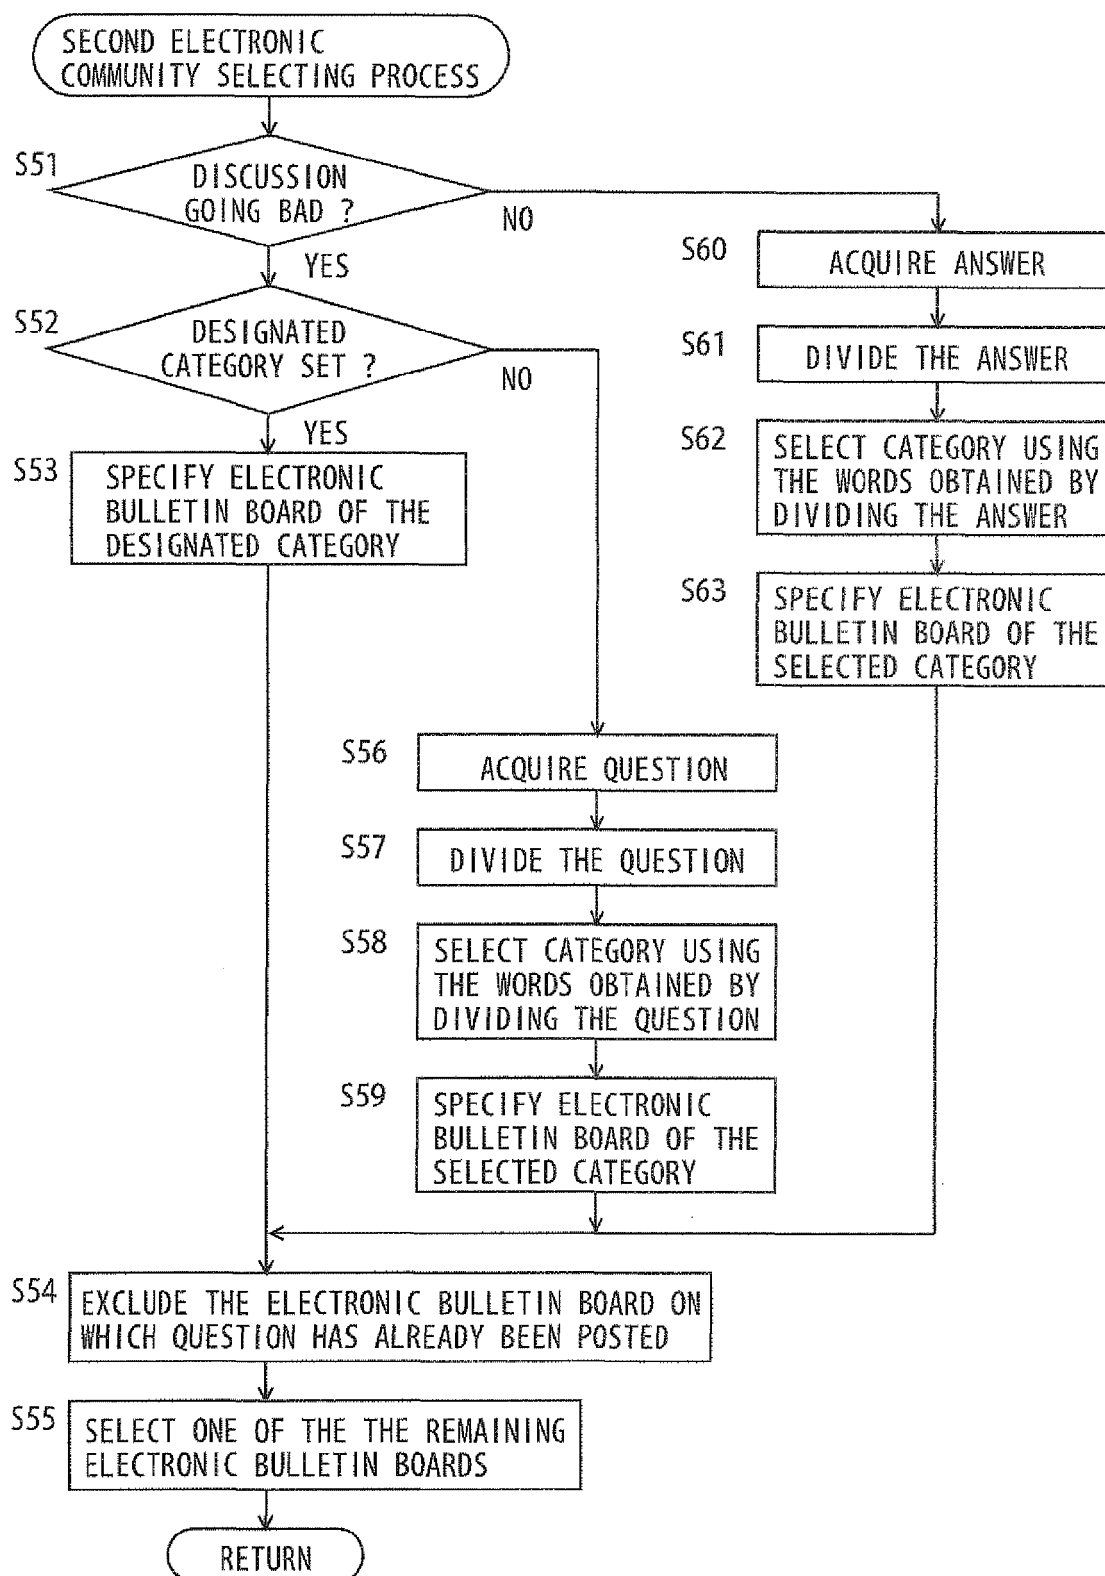 SECOND ELECTRONIC
COMMUNITY SELECTING PROCESS
S51
DISCUSSION
GOING BAD ?
NO
YES
S52
DESIGNATED
CATEGORY SET ?
NO
YES
S53
SPECIFY ELECTRONIC
BULLETIN BOARD OF THE
DESIGNATED CATEGORY
S60
ACQUIRE ANSWER
S61
DIVIDE THE ANSWER
S62
SELECT CATEGORY USING
THE WORDS OBTAINED BY
DIVIDING THE ANSWER
S63
SPECIFY ELECTRONIC
BULLETIN BOARD OF THE
SELECTED CATEGORY
S56
ACQUIRE QUESTION
S57
DIVIDE THE QUESTION
S58
SELECT CATEGORY USING
THE WORDS OBTAINED BY
DIVIDING THE QUESTION
S59
SPECIFY ELECTRONIC
BULLETIN BOARD OF THE
SELECTED CATEGORY
S54
EXCLUDE THE ELECTRONIC BULLETIN BOARD ON
WHICH QUESTION HAS ALREADY BEEN POSTED
S55
SELECT ONE OF THE THE REMAINING
ELECTRONIC BULLETIN BOARDS
RETURN